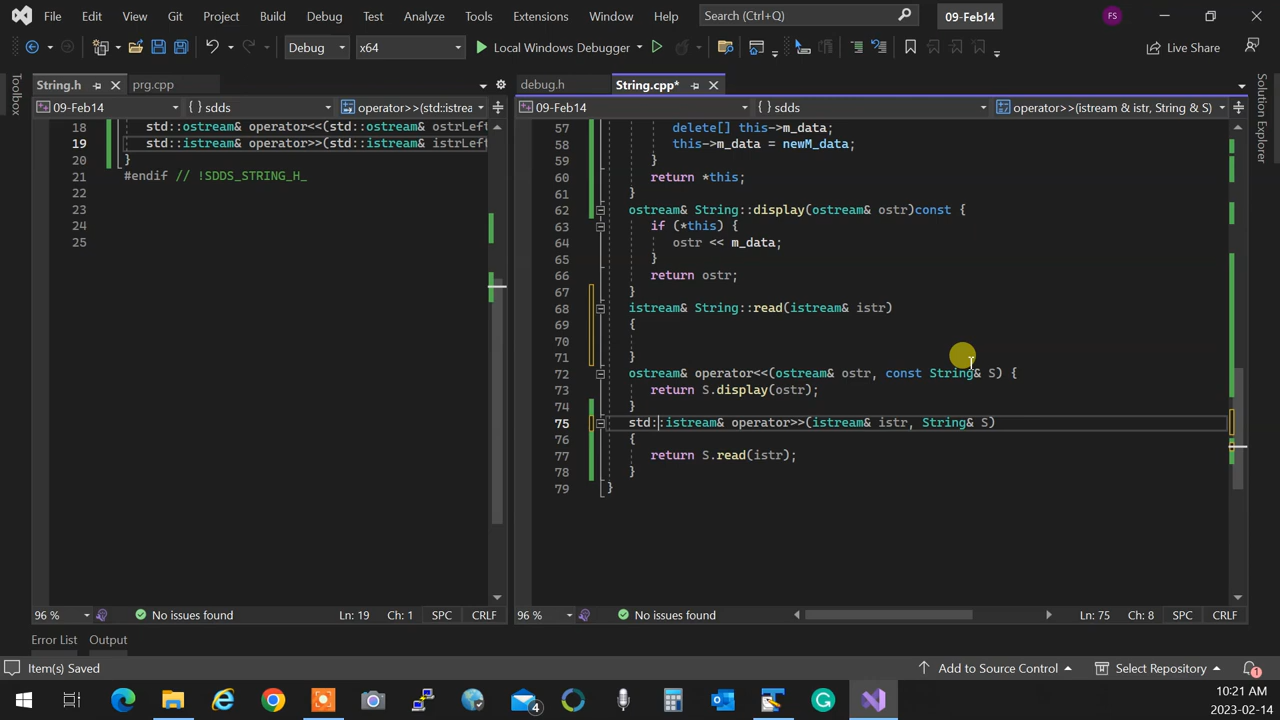 File Edit View Git Project Build Debug Test Analyze Tools Extensions Window Help Search (Ctrl+Q) 09-Feb14 FS
Debug x64 Local Windows Debugger Live Share
String.h prg.cpp debug.h String.cpp*
09-Feb14 sdds operator>>(std::istrea 09-Feb14 sdds operator>>(istream & istr, String & S)
Toolbox
Solution Explorer
18 std::ostream& operator<<(std::ostream& ostrLeft
19 std::istream& operator>>(std::istream& istrLeft
20 }
21 #endif // !SDDS_STRING_H_
22
23
24
25
57 delete[] this->m_data;
58 this->m_data = newM_data;
59 }
60 return *this;
61 }
62 ostream& String::display(ostream& ostr)const {
63 if (*this) {
64 ostr << m_data;
65 }
66 return ostr;
67 }
68 istream& String::read(istream& istr)
69 {
70
71 }
72 ostream& operator<<(ostream& ostr, const String& S) {
73 return S.display(ostr);
74 }
75 std::istream& operator>>(istream& istr, String& S)
76 {
77 return S.read(istr);
78 }
79 }
96 % No issues found Ln: 19 Ch: 1 SPC CRLF
96 % No issues found Ln: 75 Ch: 8 SPC CRLF
Error List Output
Item(s) Saved Add to Source Control Select Repository 1
4
10:21 AM
2023-02-14